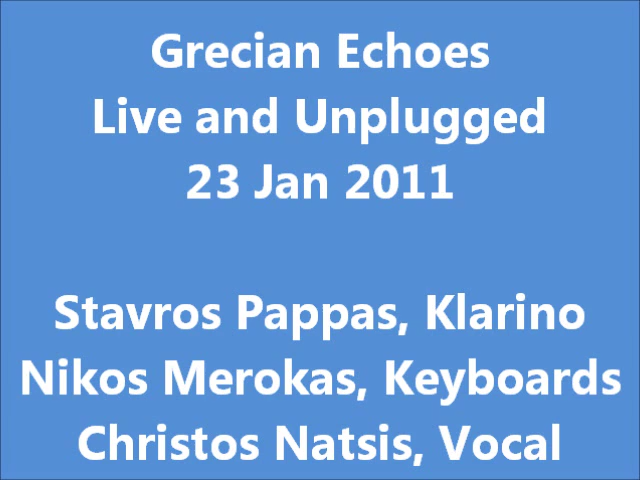 Grecian Echoes
Live and Unplugged
23 Jan 2011
Stavros Pappas, Klarino
Nikos Merokas, Keyboards
Christos Natsis, Vocal